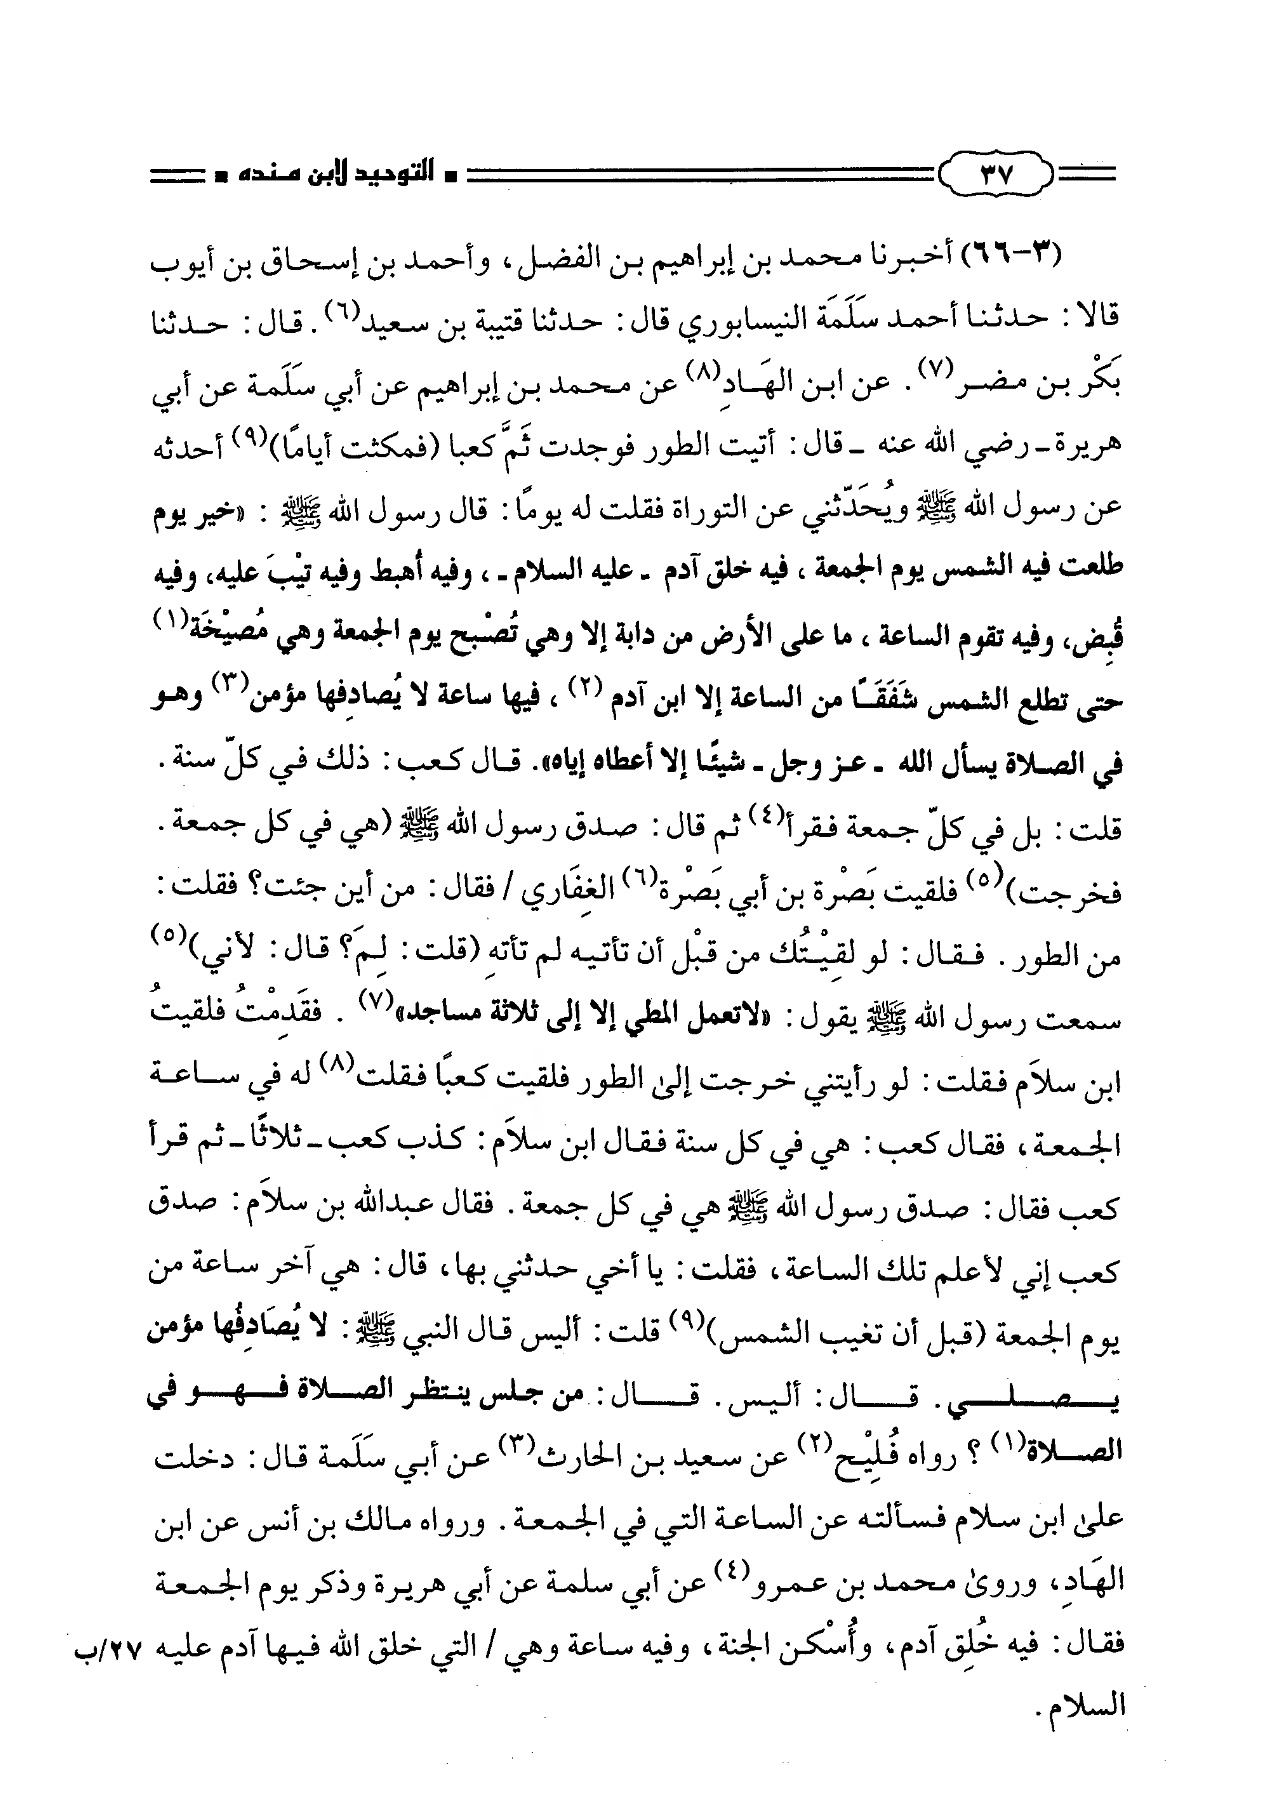 ٣٧ ▪ التوحيد لابن منده ▪
(٣-٦٦) أخبرنا محمد بن إبراهيم بن الفضل، وأحمد بن إسحاق بن أيوب
قالا: حدثنا أحمد سَلَمَة النيسابوري قال: حدثنا قتيبة بن سعيد(٦). قال: حدثنا
بَكْر بن مضر(٧). عن ابن الهَادِ(٨) عن محمد بن إبراهيم عن أبي سَلَمة عن أبي
هريرة ـ رضي الله عنه ـ قال: أتيت الطور فوجدت ثَمَّ كعبا (فمكثت أيامًا)(٩) أحدثه
عن رسول الله ﷺ ويُحَدّثني عن التوراة فقلت له يومًا: قال رسول الله ﷺ: «خير يوم
طلعت فيه الشمس يوم الجمعة، فيه خلق آدم ـ عليه السلام ـ، وفيه أهبط وفيه تيْبَ عليه، وفيه
قُبِض، وفيه تقوم الساعة، ما على الأرض من دابة إلا وهي تُصْبح يوم الجمعة وهي مُصيْخَة(١)
حتى تطلع الشمس شَفَقًا من الساعة إلا ابن آدم(٢)، فيها ساعة لا يُصادِفها مؤمن(٣) وهو
في الصلاة يسأل الله ـ عز وجل ـ شيئًا إلا أعطاه إياه». قال كعب: ذلك في كلّ سنة.
قلت: بل في كلّ جمعة فقرأ(٤) ثم قال: صدق رسول الله ﷺ (هي في كل جمعة.
فخرجت)(٥) فلقيت بَصْرة بن أبي بَصْرة(٦) الغِفَاري / فقال: من أين جئت؟ فقلت:
من الطور. فقال: لو لقِيْتُك من قبْل أن تأتيه لم تأتهِ (قلت: لِمَ؟ قال: لأني)(٥)
سمعت رسول الله ﷺ يقول: «لا تعمل المطي إلا إلى ثلاثة مساجد»(٧). فقَدِمْتُ فلقيتُ
ابن سلاَم فقلت: لو رأيتني خرجت إلىٰ الطور فلقيت كعبًا فقلت(٨) له في ساعة
الجمعة، فقال كعب: هي في كل سنة فقال ابن سلاَم: كذب كعب ـ ثلاثًا ـ ثم قرأ
كعب فقال: صدق رسول الله ﷺ هي في كل جمعة. فقال عبدالله بن سلاَم: صدق
كعب إني لأعلم تلك الساعة، فقلت: يا أخي حدثني بها، قال: هي آخر ساعة من
يوم الجمعة (قبل أن تغيب الشمس)(٩) قلت: أليس قال النبي ﷺ: لا يُصَادِفُها مؤمن
يصلي. قال: أليس. قال: من جلس ينتظر الصلاة فهو في
الصلاة(١)؟ رواه فُلَيْح(٢) عن سعيد بن الحارث(٣) عن أبي سَلَمة قال: دخلت
علىٰ ابن سلام فسألته عن الساعة التي في الجمعة. ورواه مالك بن أنس عن ابن
الهَادِ، وروىٰ محمد بن عمرو(٤) عن أبي سلمة عن أبي هريرة وذكر يوم الجمعة
فقال: فيه خُلِق آدم، وأُسْكن الجنة، وفيه ساعة وهي / التي خلق الله فيها آدم عليه ٢٧/ب
السلام.